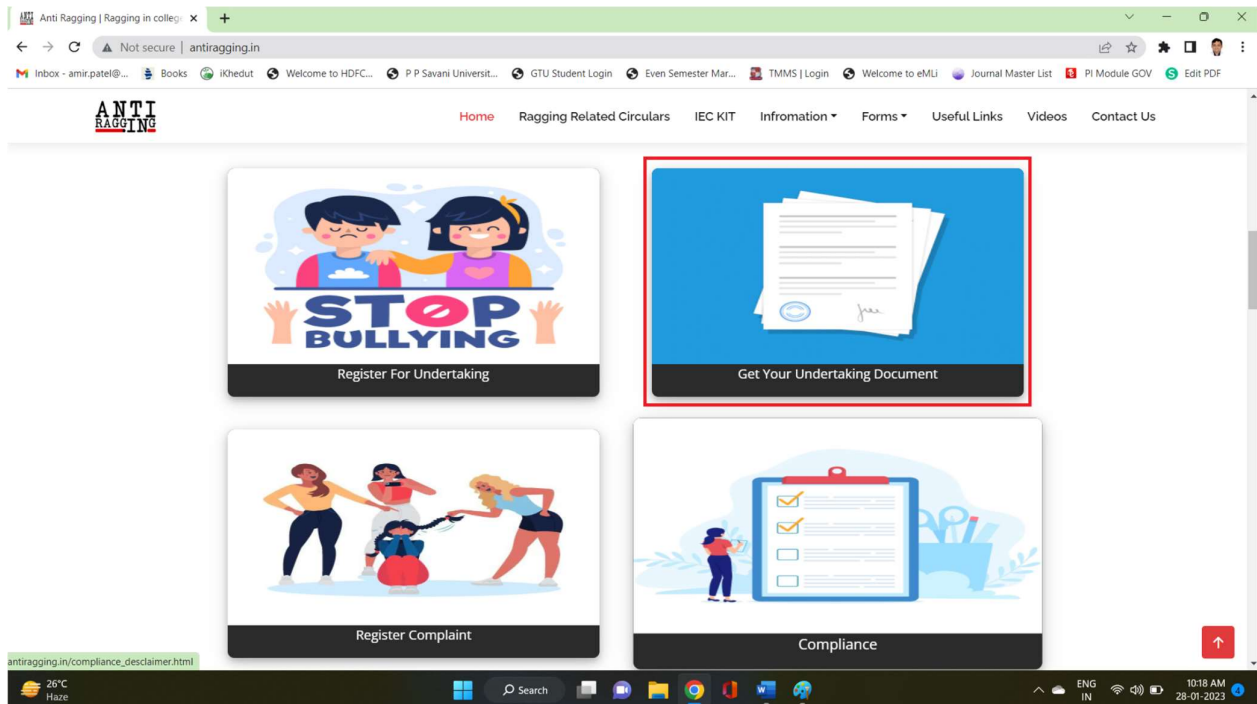 Anti Ragging | Ragging in colleg
Not secure | antiragging.in
Inbox - amir.patel@... Books iKhedut Welcome to HDFC... P P Savani Universit... GTU Student Login Even Semester Mar... TMMS | Login Welcome to eMLi Journal Master List PI Module GOV Edit PDF
ANTI
RAGGING
Home Ragging Related Circulars IEC KIT Infromation Forms Useful Links Videos Contact Us
STOP
BULLYING
Register For Undertaking
Get Your Undertaking Document
Register Complaint
Compliance
antiragging.in/compliance_desclaimer.html
26°C
Haze
Search
ENG
IN
10:18 AM
28-01-2023
4